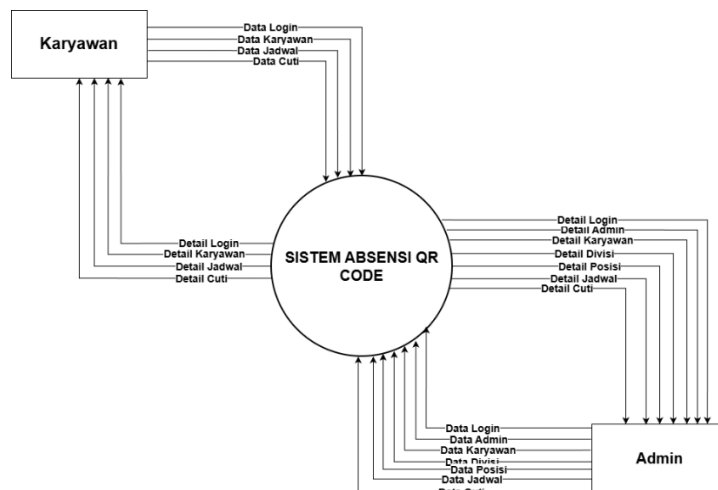 Karyawan
Data Login
Data Karyawan
Data Jadwal
Data Cuti
Detail Login
Detail Karyawan
Detail Jadwal
Detail Cuti
SISTEM ABSENSI QR
CODE
Detail Login
Detail Admin
Detail Karyawan
Detail Divisi
Detail Posisi
Detail Jadwal
Detail Cuti
Data Login
Data Admin
Data Karyawan
Data Divisi
Data Posisi
Data Jadwal
Data Cuti
Admin